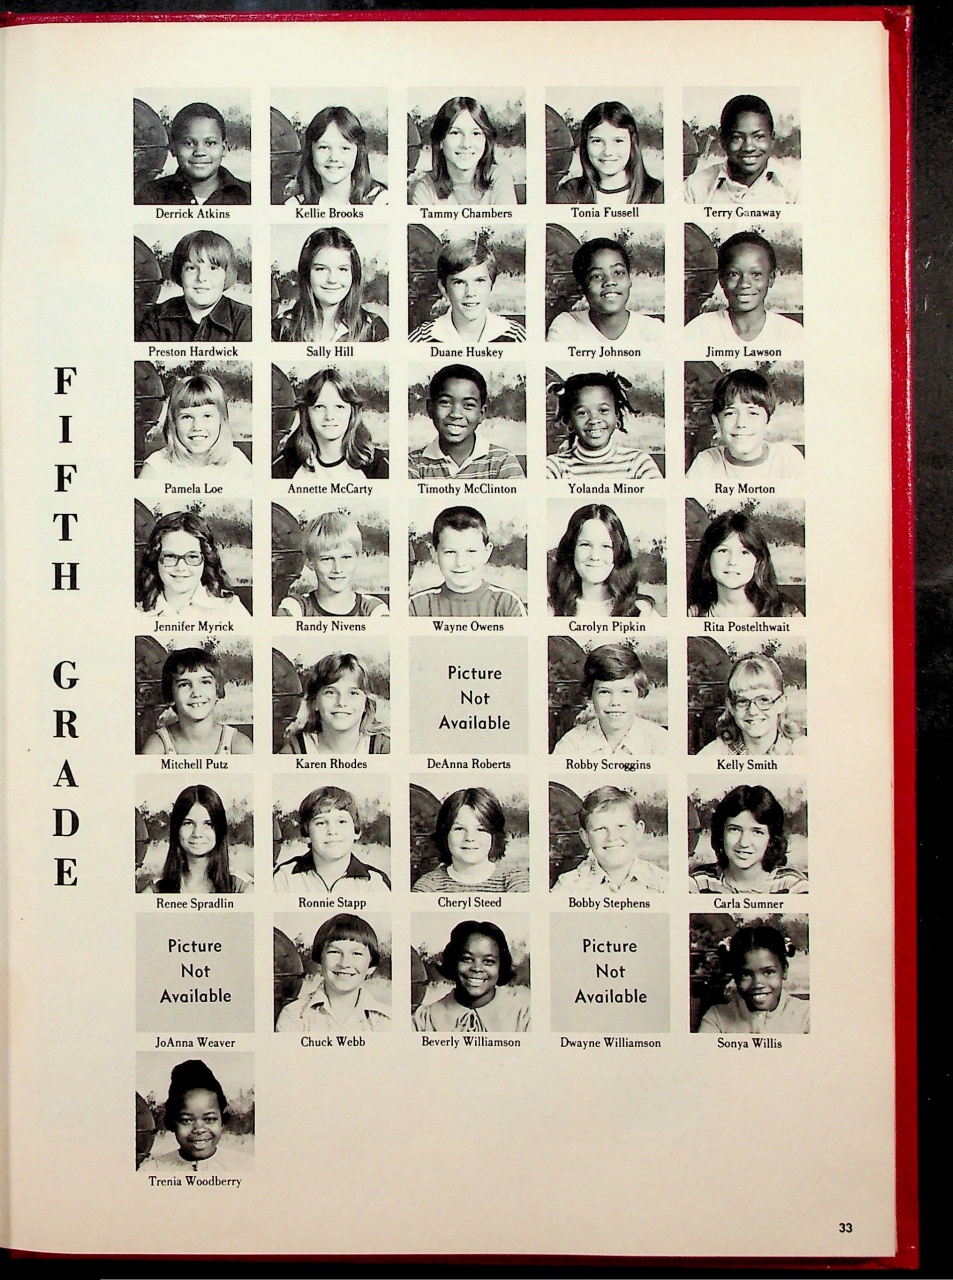 FIFTH GRADE
Derrick Atkins
Kellie Brooks
Tammy Chambers
Tonia Fussell
Terry Ganaway
Preston Hardwick
Sally Hill
Duane Huskey
Terry Johnson
Jimmy Lawson
Pamela Loe
Annette McCarty
Timothy McClinton
Yolanda Minor
Ray Morton
Jennifer Myrick
Randy Nivens
Wayne Owens
Carolyn Pipkin
Rita Postelthwait
Mitchell Putz
Karen Rhodes
Picture
Not
Available
DeAnna Roberts
Robby Scroggins
Kelly Smith
Renee Spradlin
Ronnie Stapp
Cheryl Steed
Bobby Stephens
Carla Sumner
Picture
Not
Available
JoAnna Weaver
Chuck Webb
Beverly Williamson
Picture
Not
Available
Dwayne Williamson
Sonya Willis
Trenia Woodberry
33